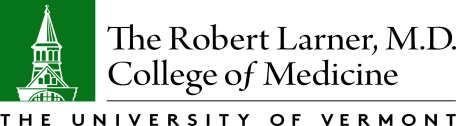 The Robert Larner, M.D.
College of Medicine
THE UNIVERSITY OF VERMONT